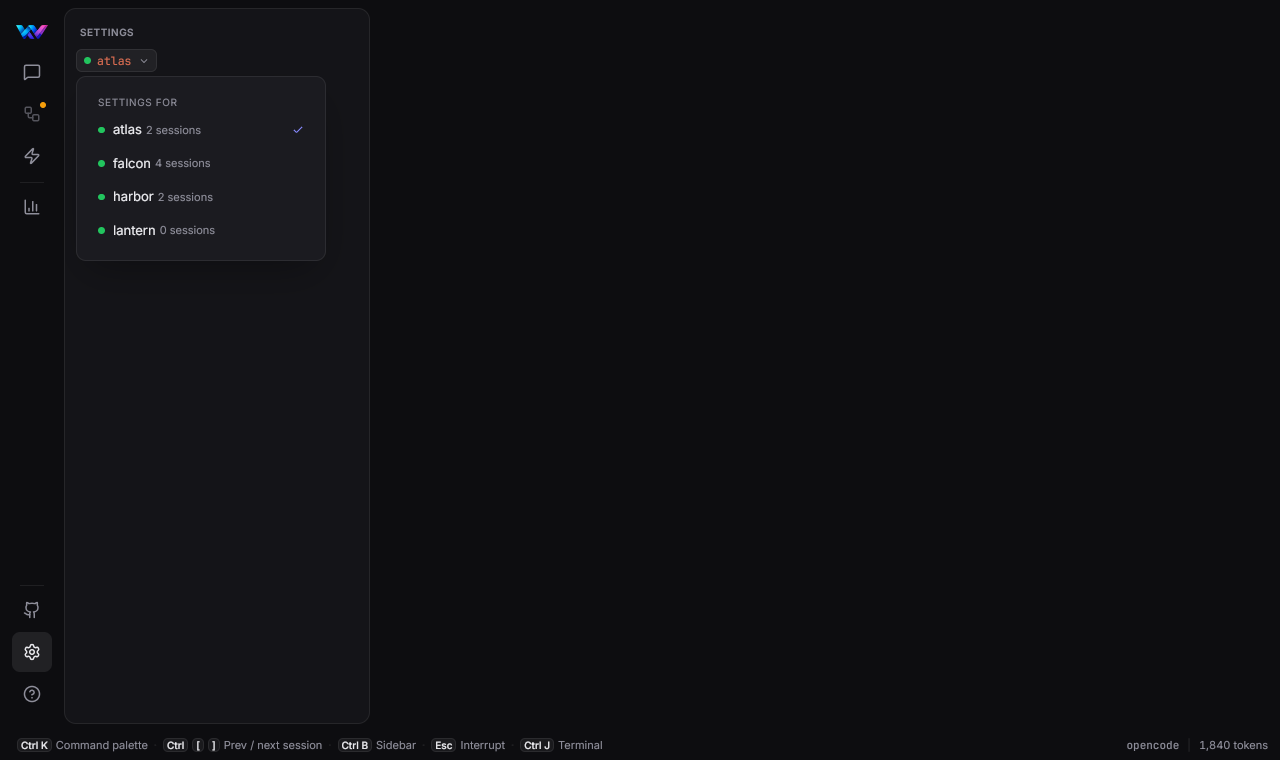 SETTINGS
atlas
SETTINGS FOR
atlas 2 sessions
falcon 4 sessions
harbor 2 sessions
lantern 0 sessions
Ctrl K Command palette · Ctrl [ ] Prev / next session · Ctrl B Sidebar · Esc Interrupt · Ctrl J Terminal opencode 1,840 tokens